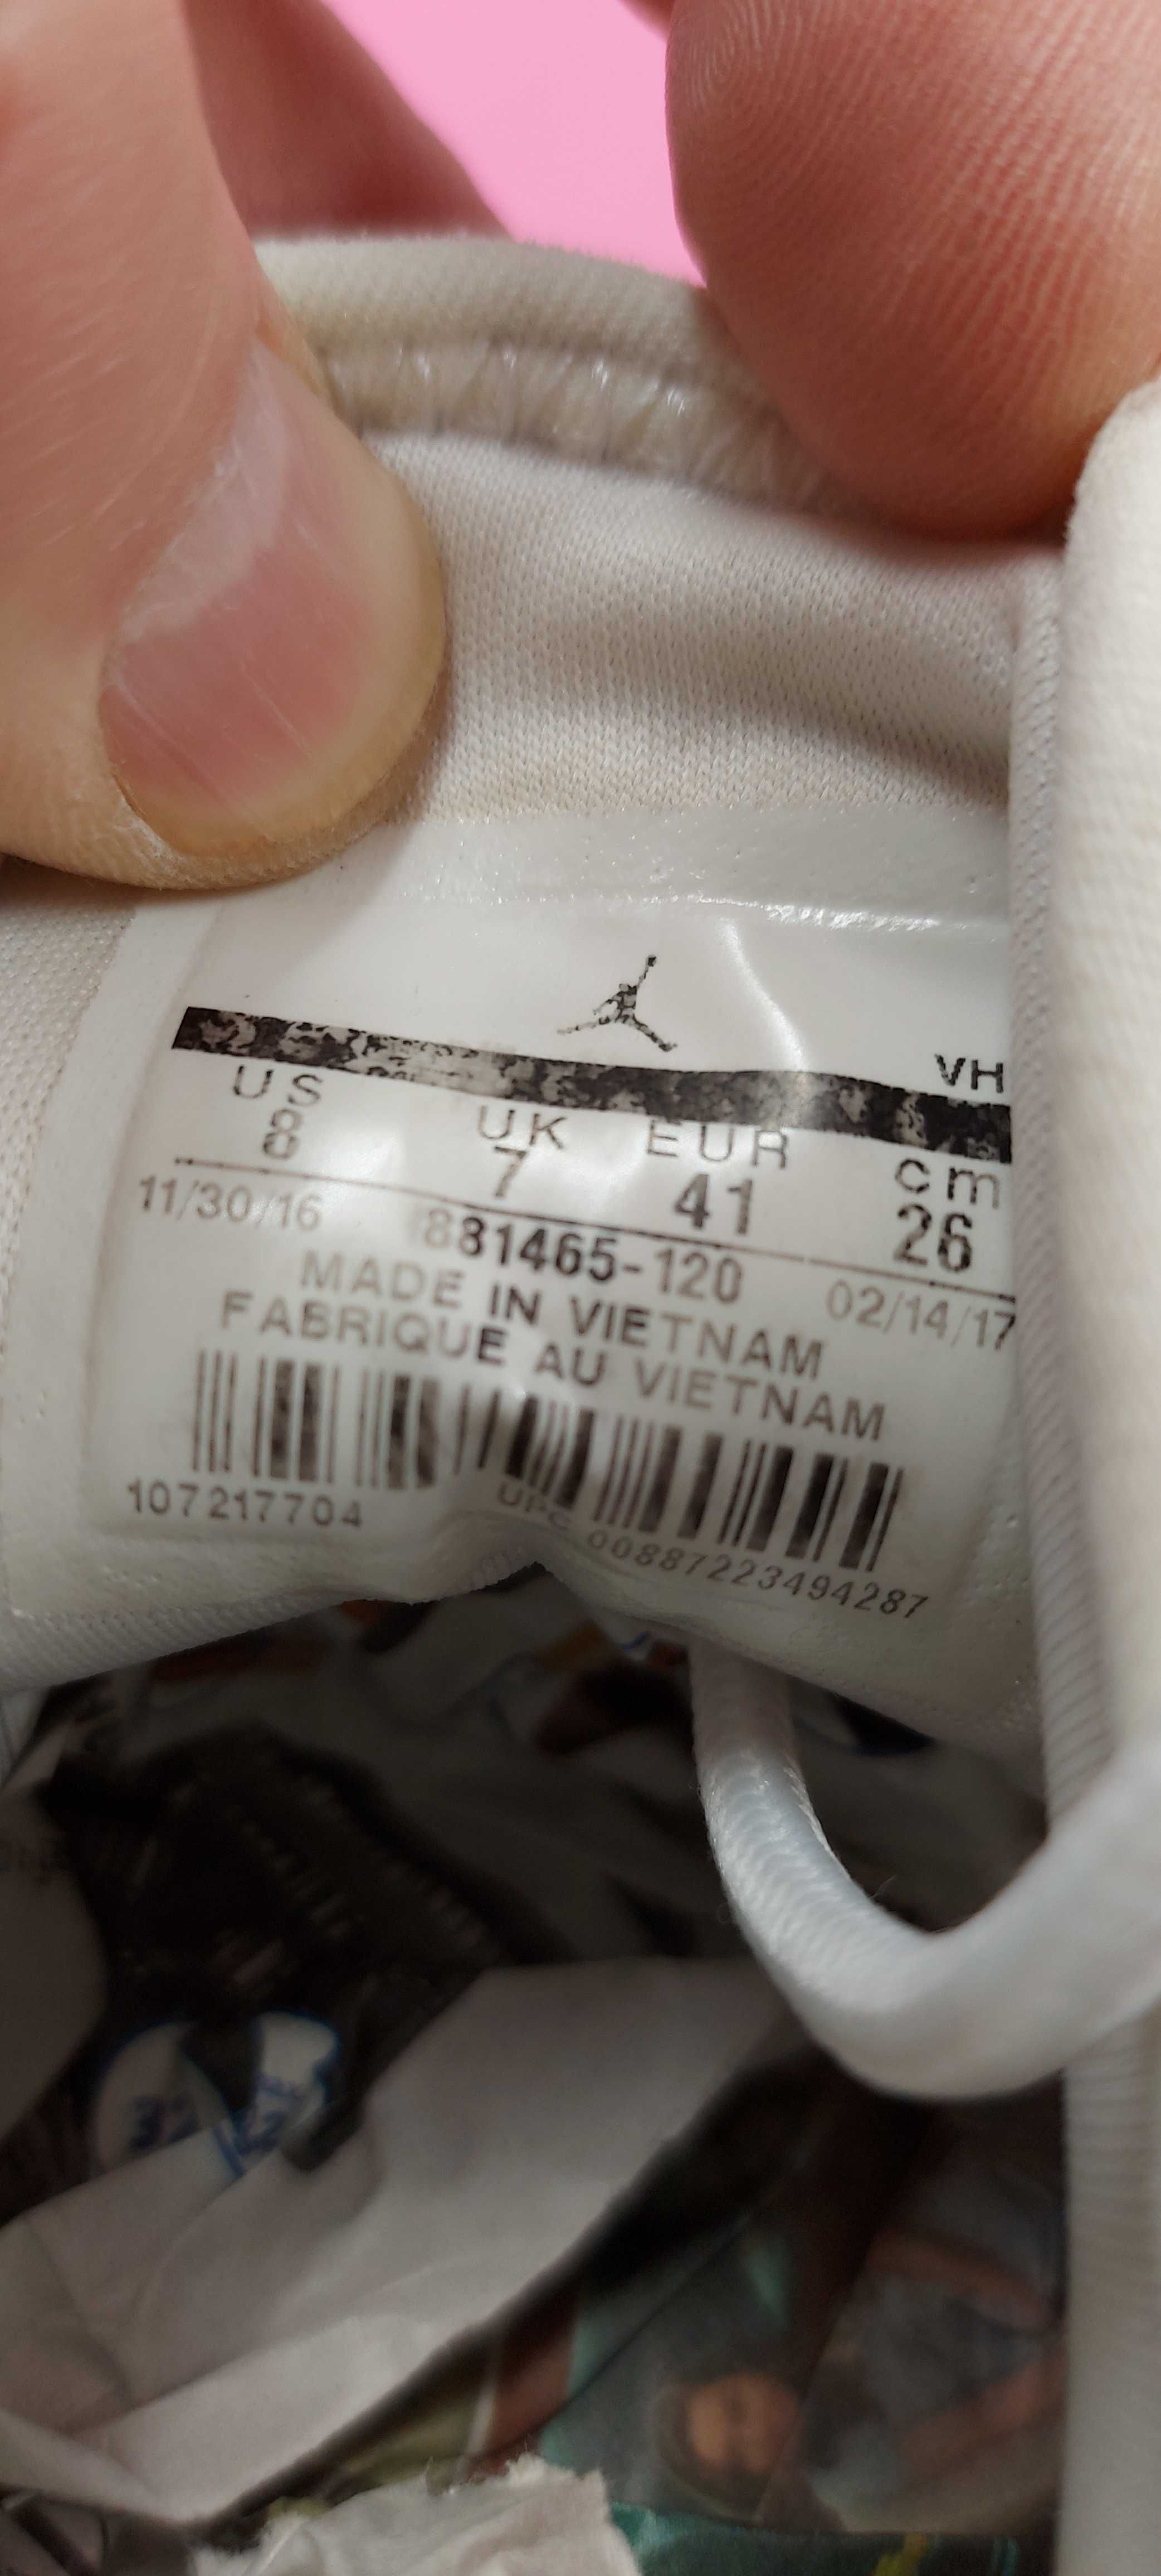 VH
US UK EUR cm
8 7 41 26
11/30/16 881465-120 02/14/17
MADE IN VIETNAM
FABRIQUE AU VIETNAM
107217704 UPC 00887223494287